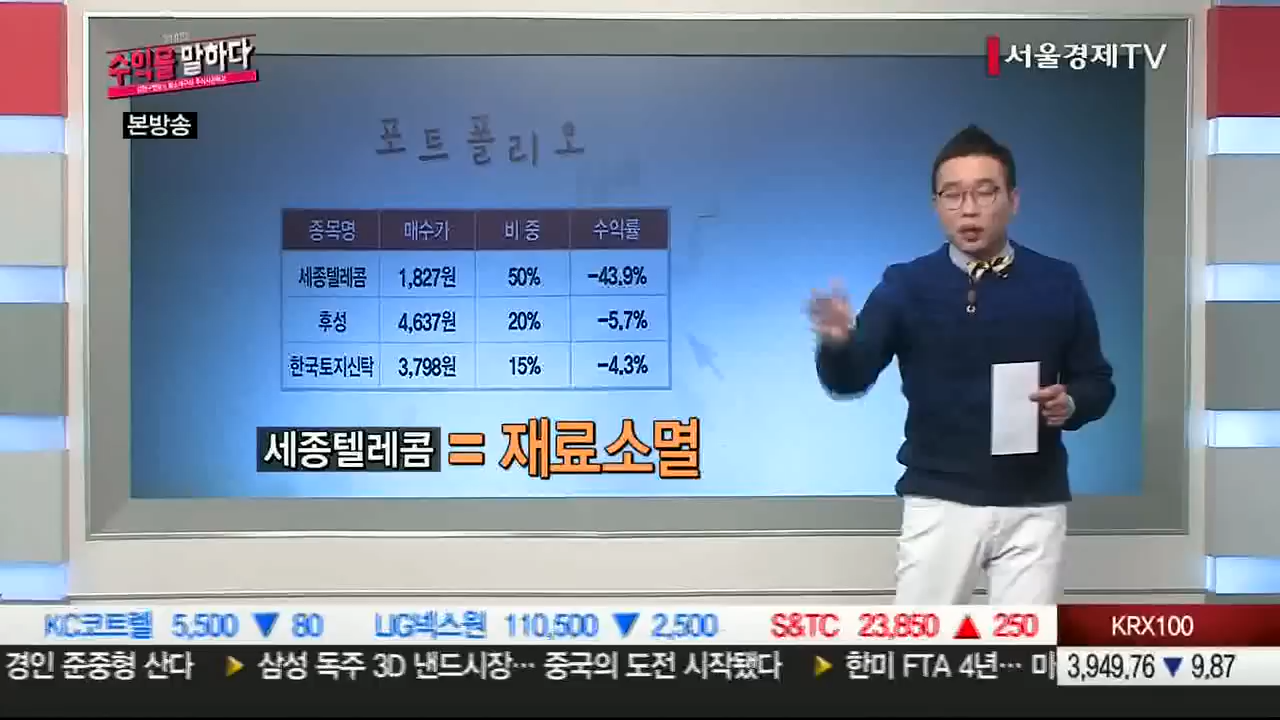 수익을 말하다
서울경제TV
본방송
포트폴리오
종목명 매수가 비중 수익률
세종텔레콤 1,827원 50% -43.9%
후성 4,637원 20% -5.7%
한국토지신탁 3,798원 15% -4.3%
세종텔레콤 = 재료소멸
KC코트렐 5,500 ▼ 80 LIG넥스원 110,500 ▼ 2,500 S&TC 23,850 ▲ 250 KRX100
경인 준중형 산다 ▶ 삼성 독주 3D 낸드시장… 중국의 도전 시작됐다 ▶ 한미 FTA 4년… 마 3,949.76 ▼ 9.87